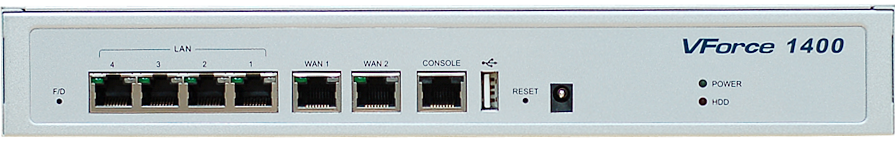 VForce 1400
LAN
4 3 2 1
WAN 1 WAN 2 CONSOLE
F/D
RESET
POWER
HDD